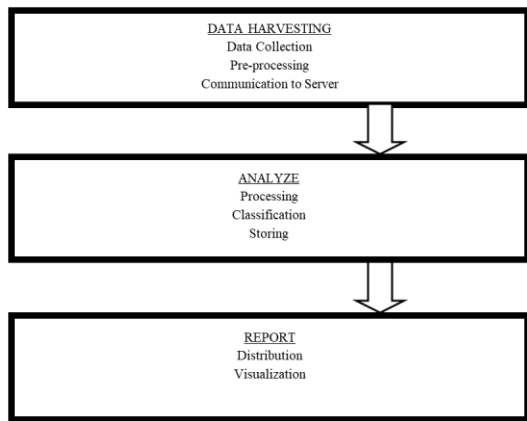 DATA HARVESTING
Data Collection
Pre-processing
Communication to Server
ANALYZE
Processing
Classification
Storing
REPORT
Distribution
Visualization